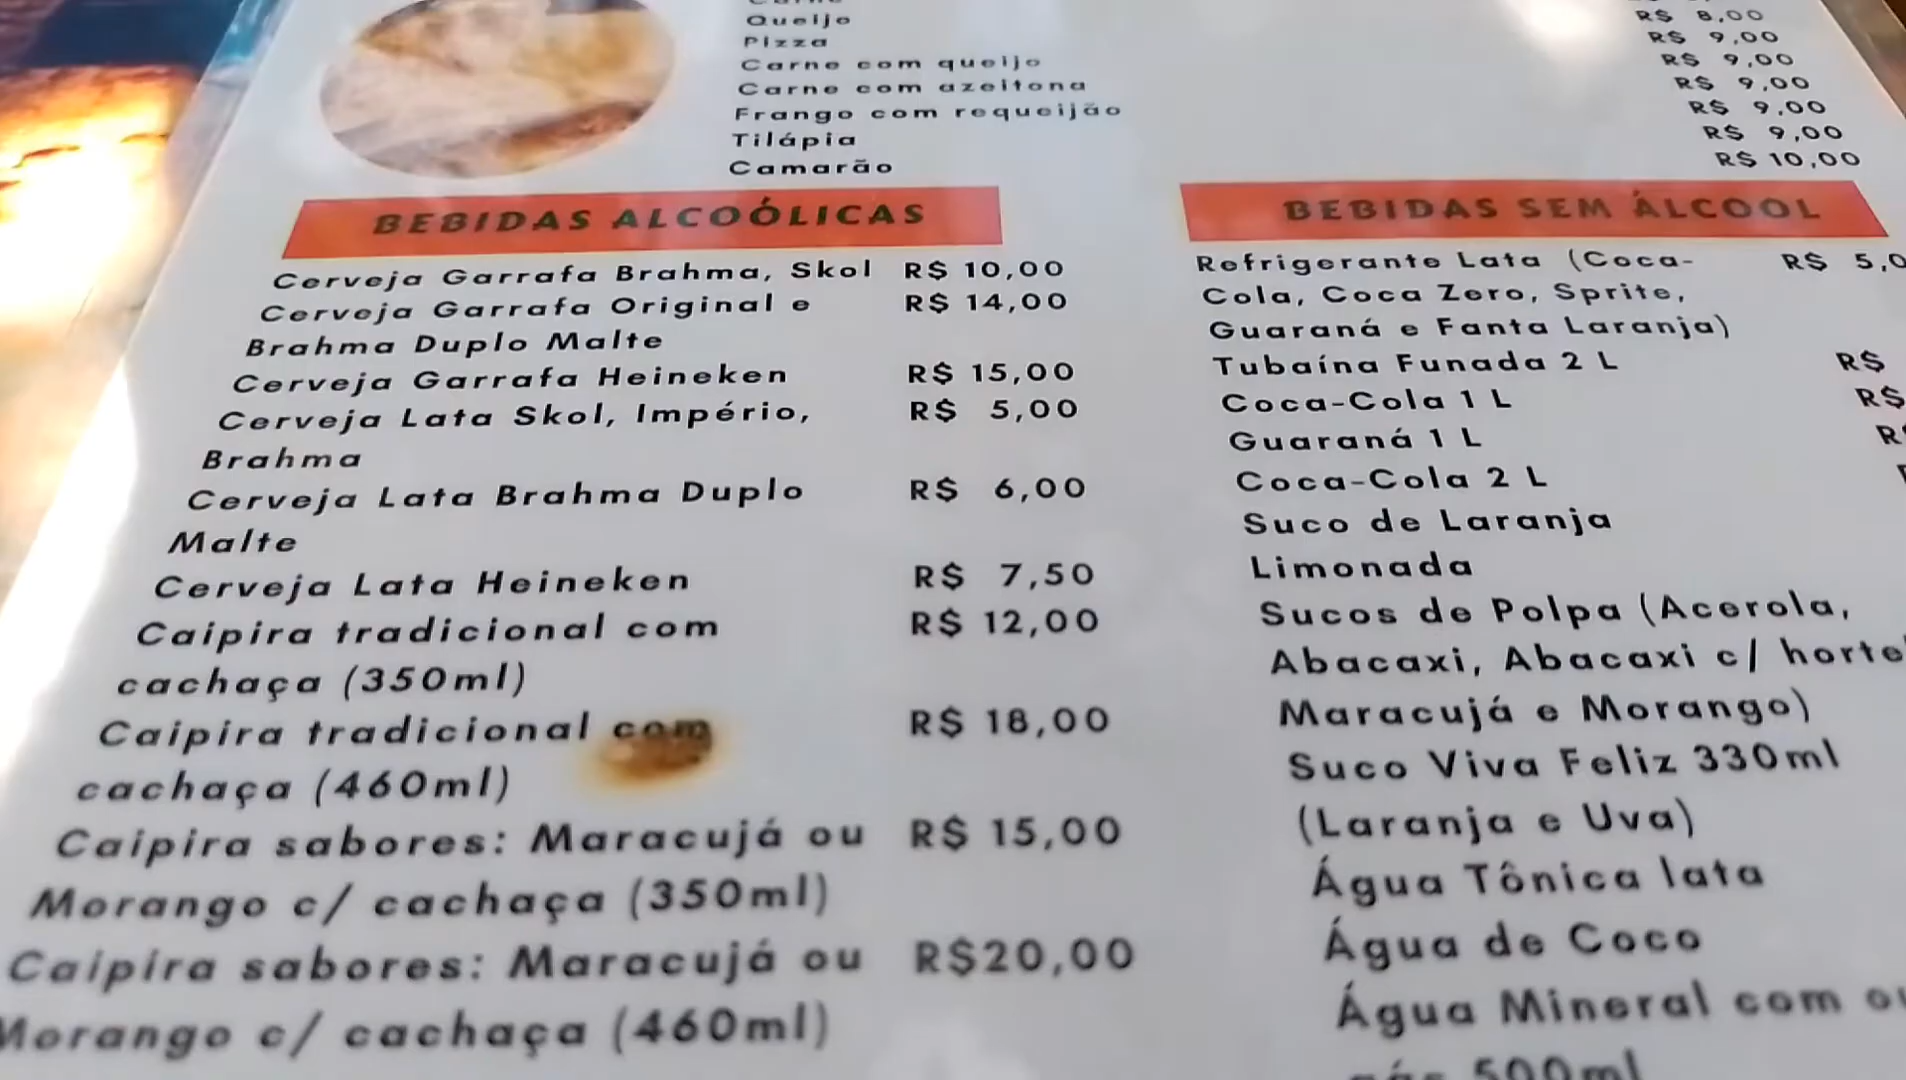 Queijo
Pizza
Carne com queijo
Carne com azeitona
Frango com requeijão
Tilápia
Camarão
R$ 8,00
R$ 9,00
R$ 9,00
R$ 9,00
R$ 9,00
R$ 9,00
R$ 10,00
BEBIDAS ALCOÓLICAS
Cerveja Garrafa Brahma, Skol R$ 10,00
Cerveja Garrafa Original e R$ 14,00
Brahma Duplo Malte
Cerveja Garrafa Heineken R$ 15,00
Cerveja Lata Skol, Império, R$ 5,00
Brahma
Cerveja Lata Brahma Duplo R$ 6,00
Malte
Cerveja Lata Heineken R$ 7,50
Caipira tradicional com R$ 12,00
cachaça (350ml)
Caipira tradicional com R$ 18,00
cachaça (460ml)
Caipira sabores: Maracujá ou R$ 15,00
Morango c/ cachaça (350ml)
Caipira sabores: Maracujá ou R$20,00
Morango c/ cachaça (460ml)
BEBIDAS SEM ÁLCOOL
Refrigerante Lata (Coca- R$ 5,0
Cola, Coca Zero, Sprite,
Guaraná e Fanta Laranja)
Tubaína Funada 2 L R$
Coca-Cola 1 L R$
Guaraná 1 L
Coca-Cola 2 L
Suco de Laranja
Limonada
Sucos de Polpa (Acerola,
Abacaxi, Abacaxi c/ horte
Maracujá e Morango)
Suco Viva Feliz 330ml
(Laranja e Uva)
Água Tônica lata
Água de Coco
Água Mineral com
500ml